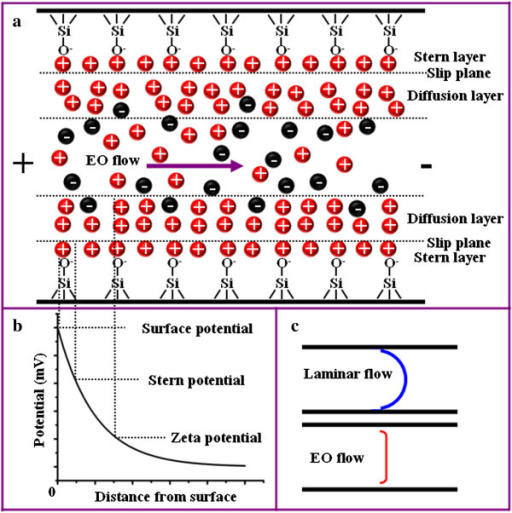 a
Si Si Si Si Si Si Si
O- O- O- O- O- O- O-
+ + + + + + + + + + + + +
Stern layer
Slip plane
Diffusion layer
+
EO flow
-
Diffusion layer
Slip plane
Stern layer
O- O- O- O- O- O- O-
Si Si Si Si Si Si Si
b
Surface potential
Stern potential
Zeta potential
Potential (mV)
0
Distance from surface
c
Laminar flow
EO flow